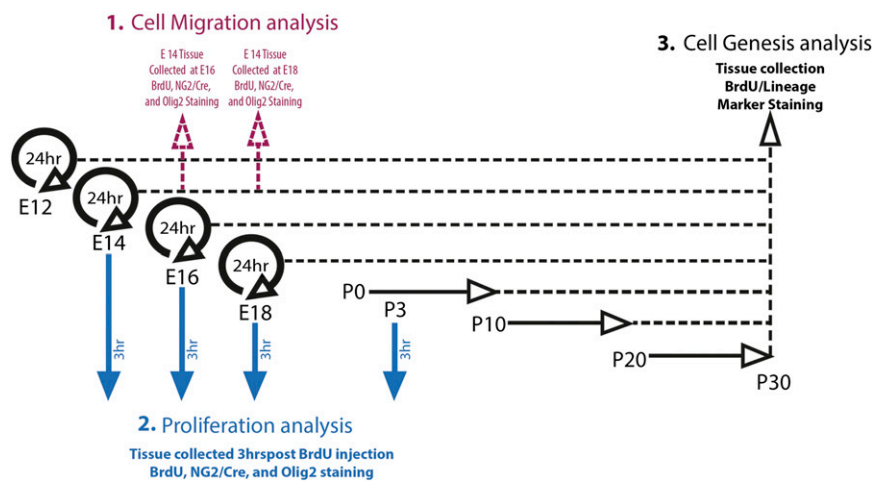 1. Cell Migration analysis
E 14 Tissue
Collected at E16
BrdU, NG2/Cre,
and Olig2 Staining
E 14 Tissue
Collected at E18
BrdU, NG2/Cre,
and Olig2 Staining
3. Cell Genesis analysis
Tissue collection
BrdU/Lineage
Marker Staining
24hr
E12
24hr
E14
24hr
E16
24hr
E18
P0
P3
P10
P20
P30
3hr
3hr
3hr
3hr
2. Proliferation analysis
Tissue collected 3hrspost BrdU injection
BrdU, NG2/Cre, and Olig2 staining